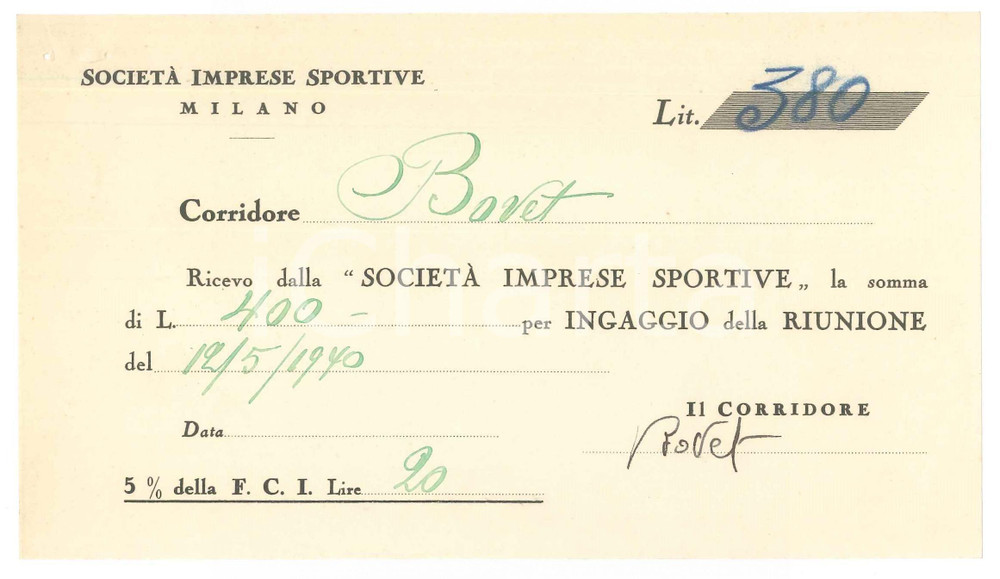 SOCIETÀ IMPRESE SPORTIVE
MILANO
Lit. 380
Corridore Bovet
iCharta
Ricevo dalla “SOCIETÀ IMPRESE SPORTIVE„ la somma
di L. 400 - per INGAGGIO della RIUNIONE
del 12/5/1940
Il CORRIDORE
Data
Bovet
5 % della F. C. I. Lire 20